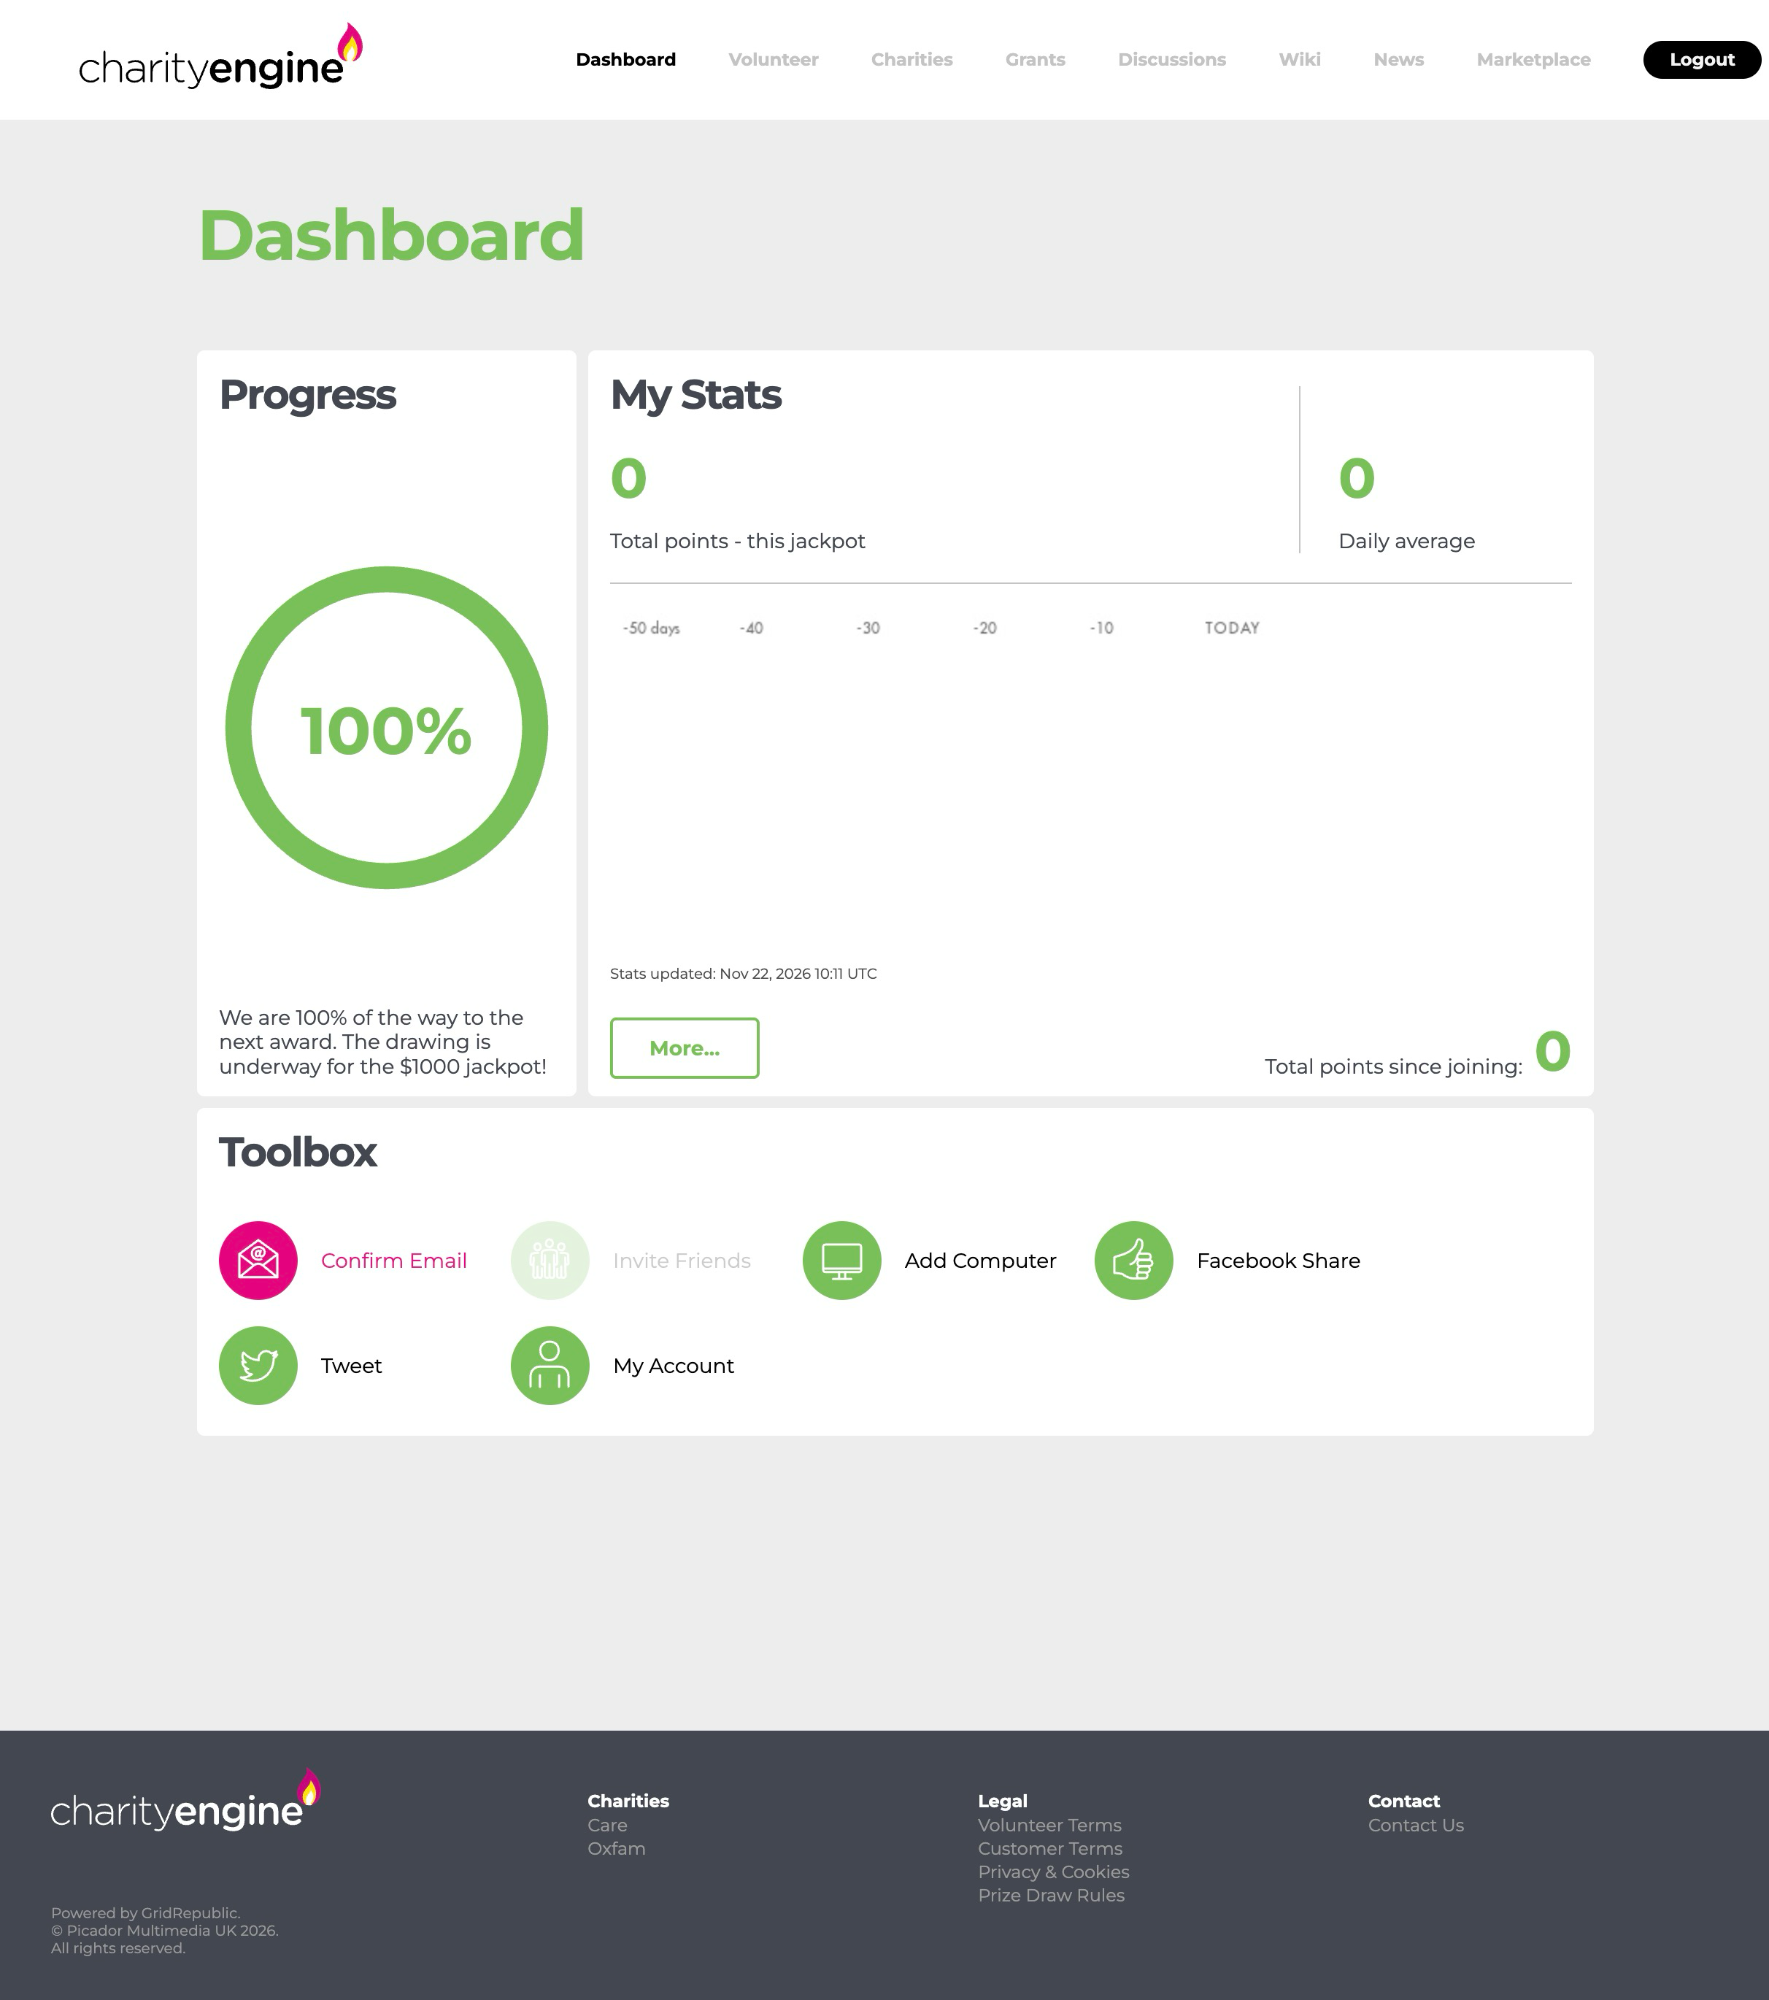 charityengine
Dashboard
Volunteer
Charities
Grants
Discussions
Wiki
News
Marketplace
Logout
Dashboard
Progress
100%
We are 100% of the way to the
next award. The drawing is
underway for the $1000 jackpot!
My Stats
0
Total points - this jackpot
0
Daily average
-50 days
-40
-30
-20
-10
TODAY
Stats updated: Nov 22, 2026 10:11 UTC
More...
Total points since joining: 0
Toolbox
Confirm Email
Invite Friends
Add Computer
Facebook Share
Tweet
My Account
charityengine
Powered by GridRepublic.
© Picador Multimedia UK 2026.
All rights reserved.
Charities
Care
Oxfam
Legal
Volunteer Terms
Customer Terms
Privacy & Cookies
Prize Draw Rules
Contact
Contact Us